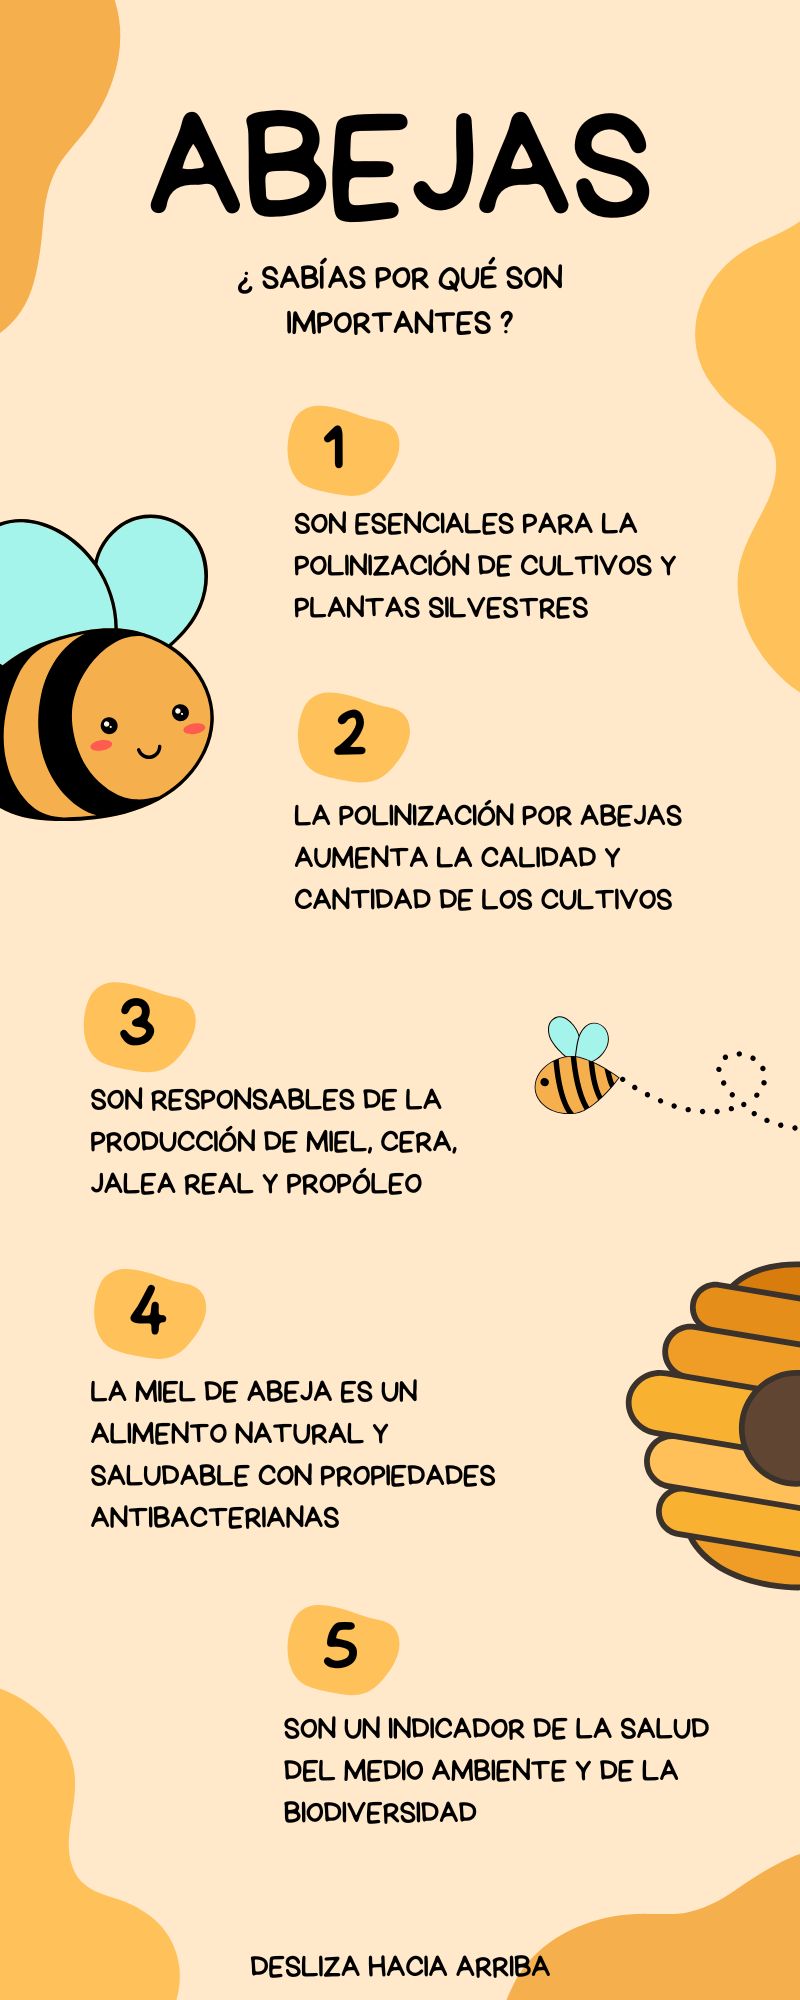 ABEJAS
¿ SABÍAS POR QUÉ SON
IMPORTANTES ?
1
SON ESENCIALES PARA LA
POLINIZACIÓN DE CULTIVOS Y
PLANTAS SILVESTRES
2
LA POLINIZACIÓN POR ABEJAS
AUMENTA LA CALIDAD Y
CANTIDAD DE LOS CULTIVOS
3
SON RESPONSABLES DE LA
PRODUCCIÓN DE MIEL, CERA,
JALEA REAL Y PROPÓLEO
4
LA MIEL DE ABEJA ES UN
ALIMENTO NATURAL Y
SALUDABLE CON PROPIEDADES
ANTIBACTERIANAS
5
SON UN INDICADOR DE LA SALUD
DEL MEDIO AMBIENTE Y DE LA
BIODIVERSIDAD
DESLIZA HACIA ARRIBA